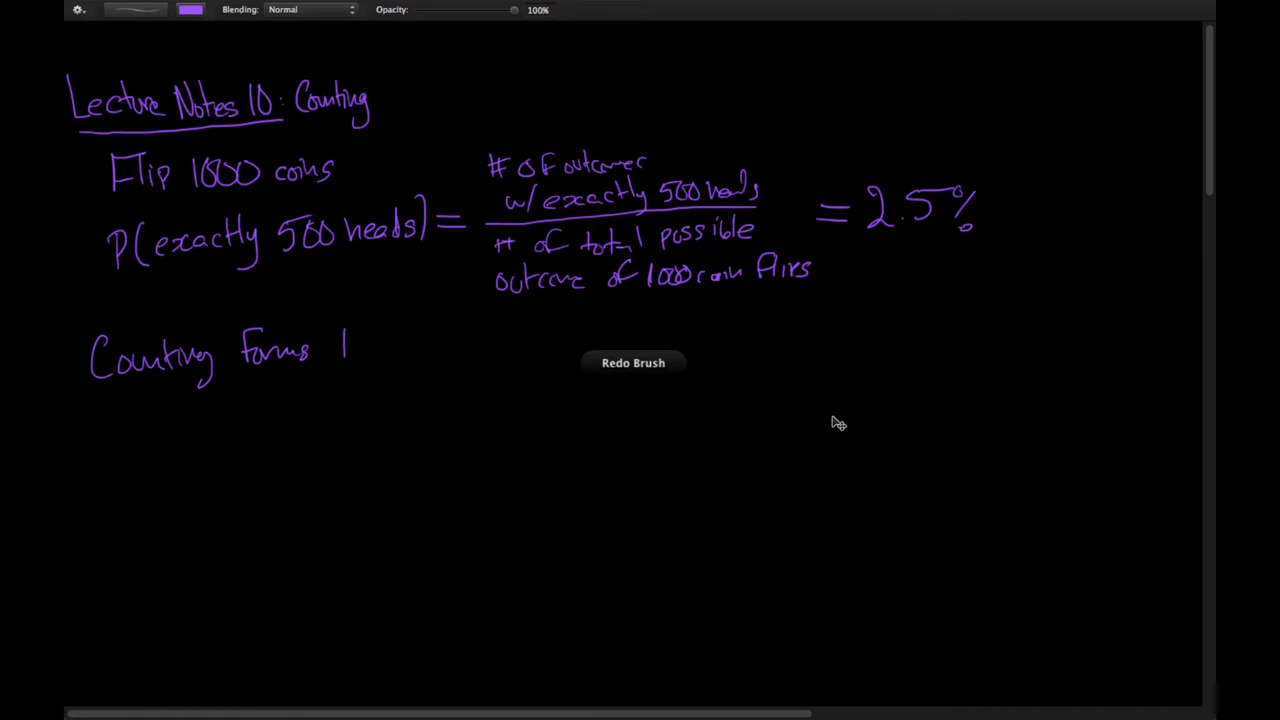 Blending: Normal Opacity: 100%
Lecture Notes 10: Counting
Flip 1000 coins
P(exactly 500 heads) =
# of outcomes
w/ exactly 500 heads
# of total possible
outcome of 1000 coin flips
= 2.5%
Counting forms
Redo Brush